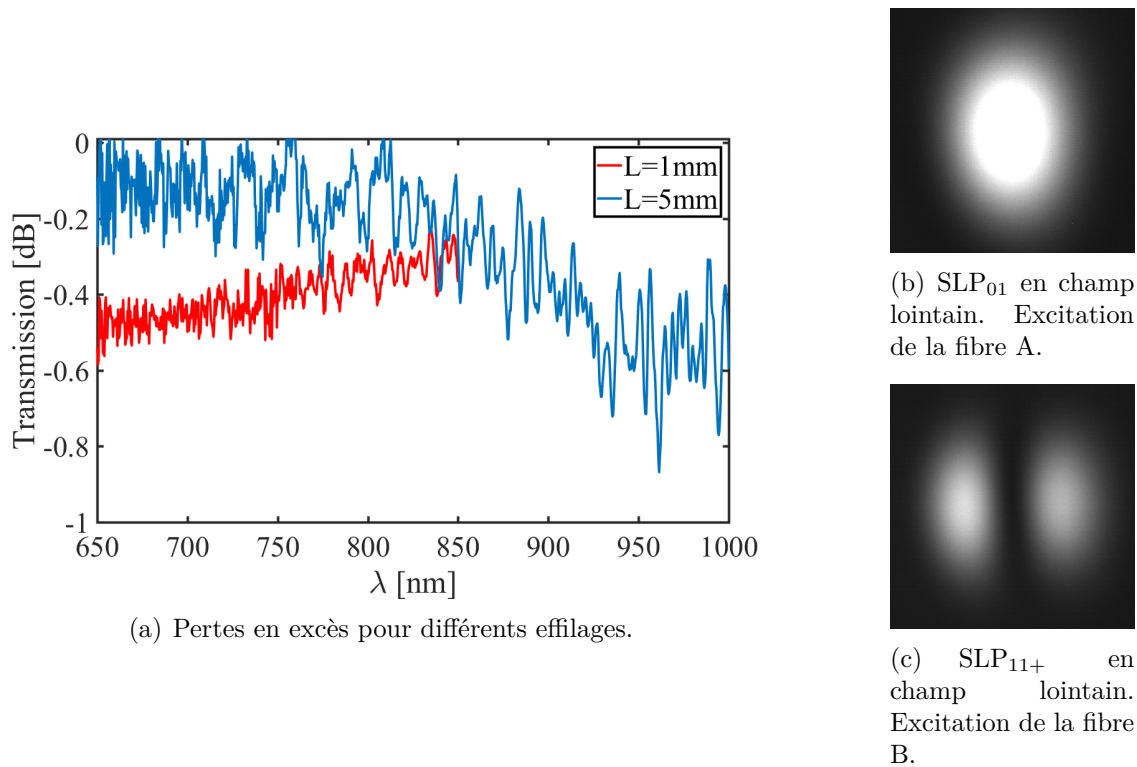 0
-0.2
-0.4
-0.6
-0.8
-1
Transmission [dB]
L=1mm
L=5mm
650 700 750 800 850 900 950 1000
λ [nm]
(a) Pertes en excès pour différents effilages.
(b) SLP01 en champ
lointain. Excitation
de la fibre A.
(c) SLP11+ en
champ lointain.
Excitation de la fibre
B.